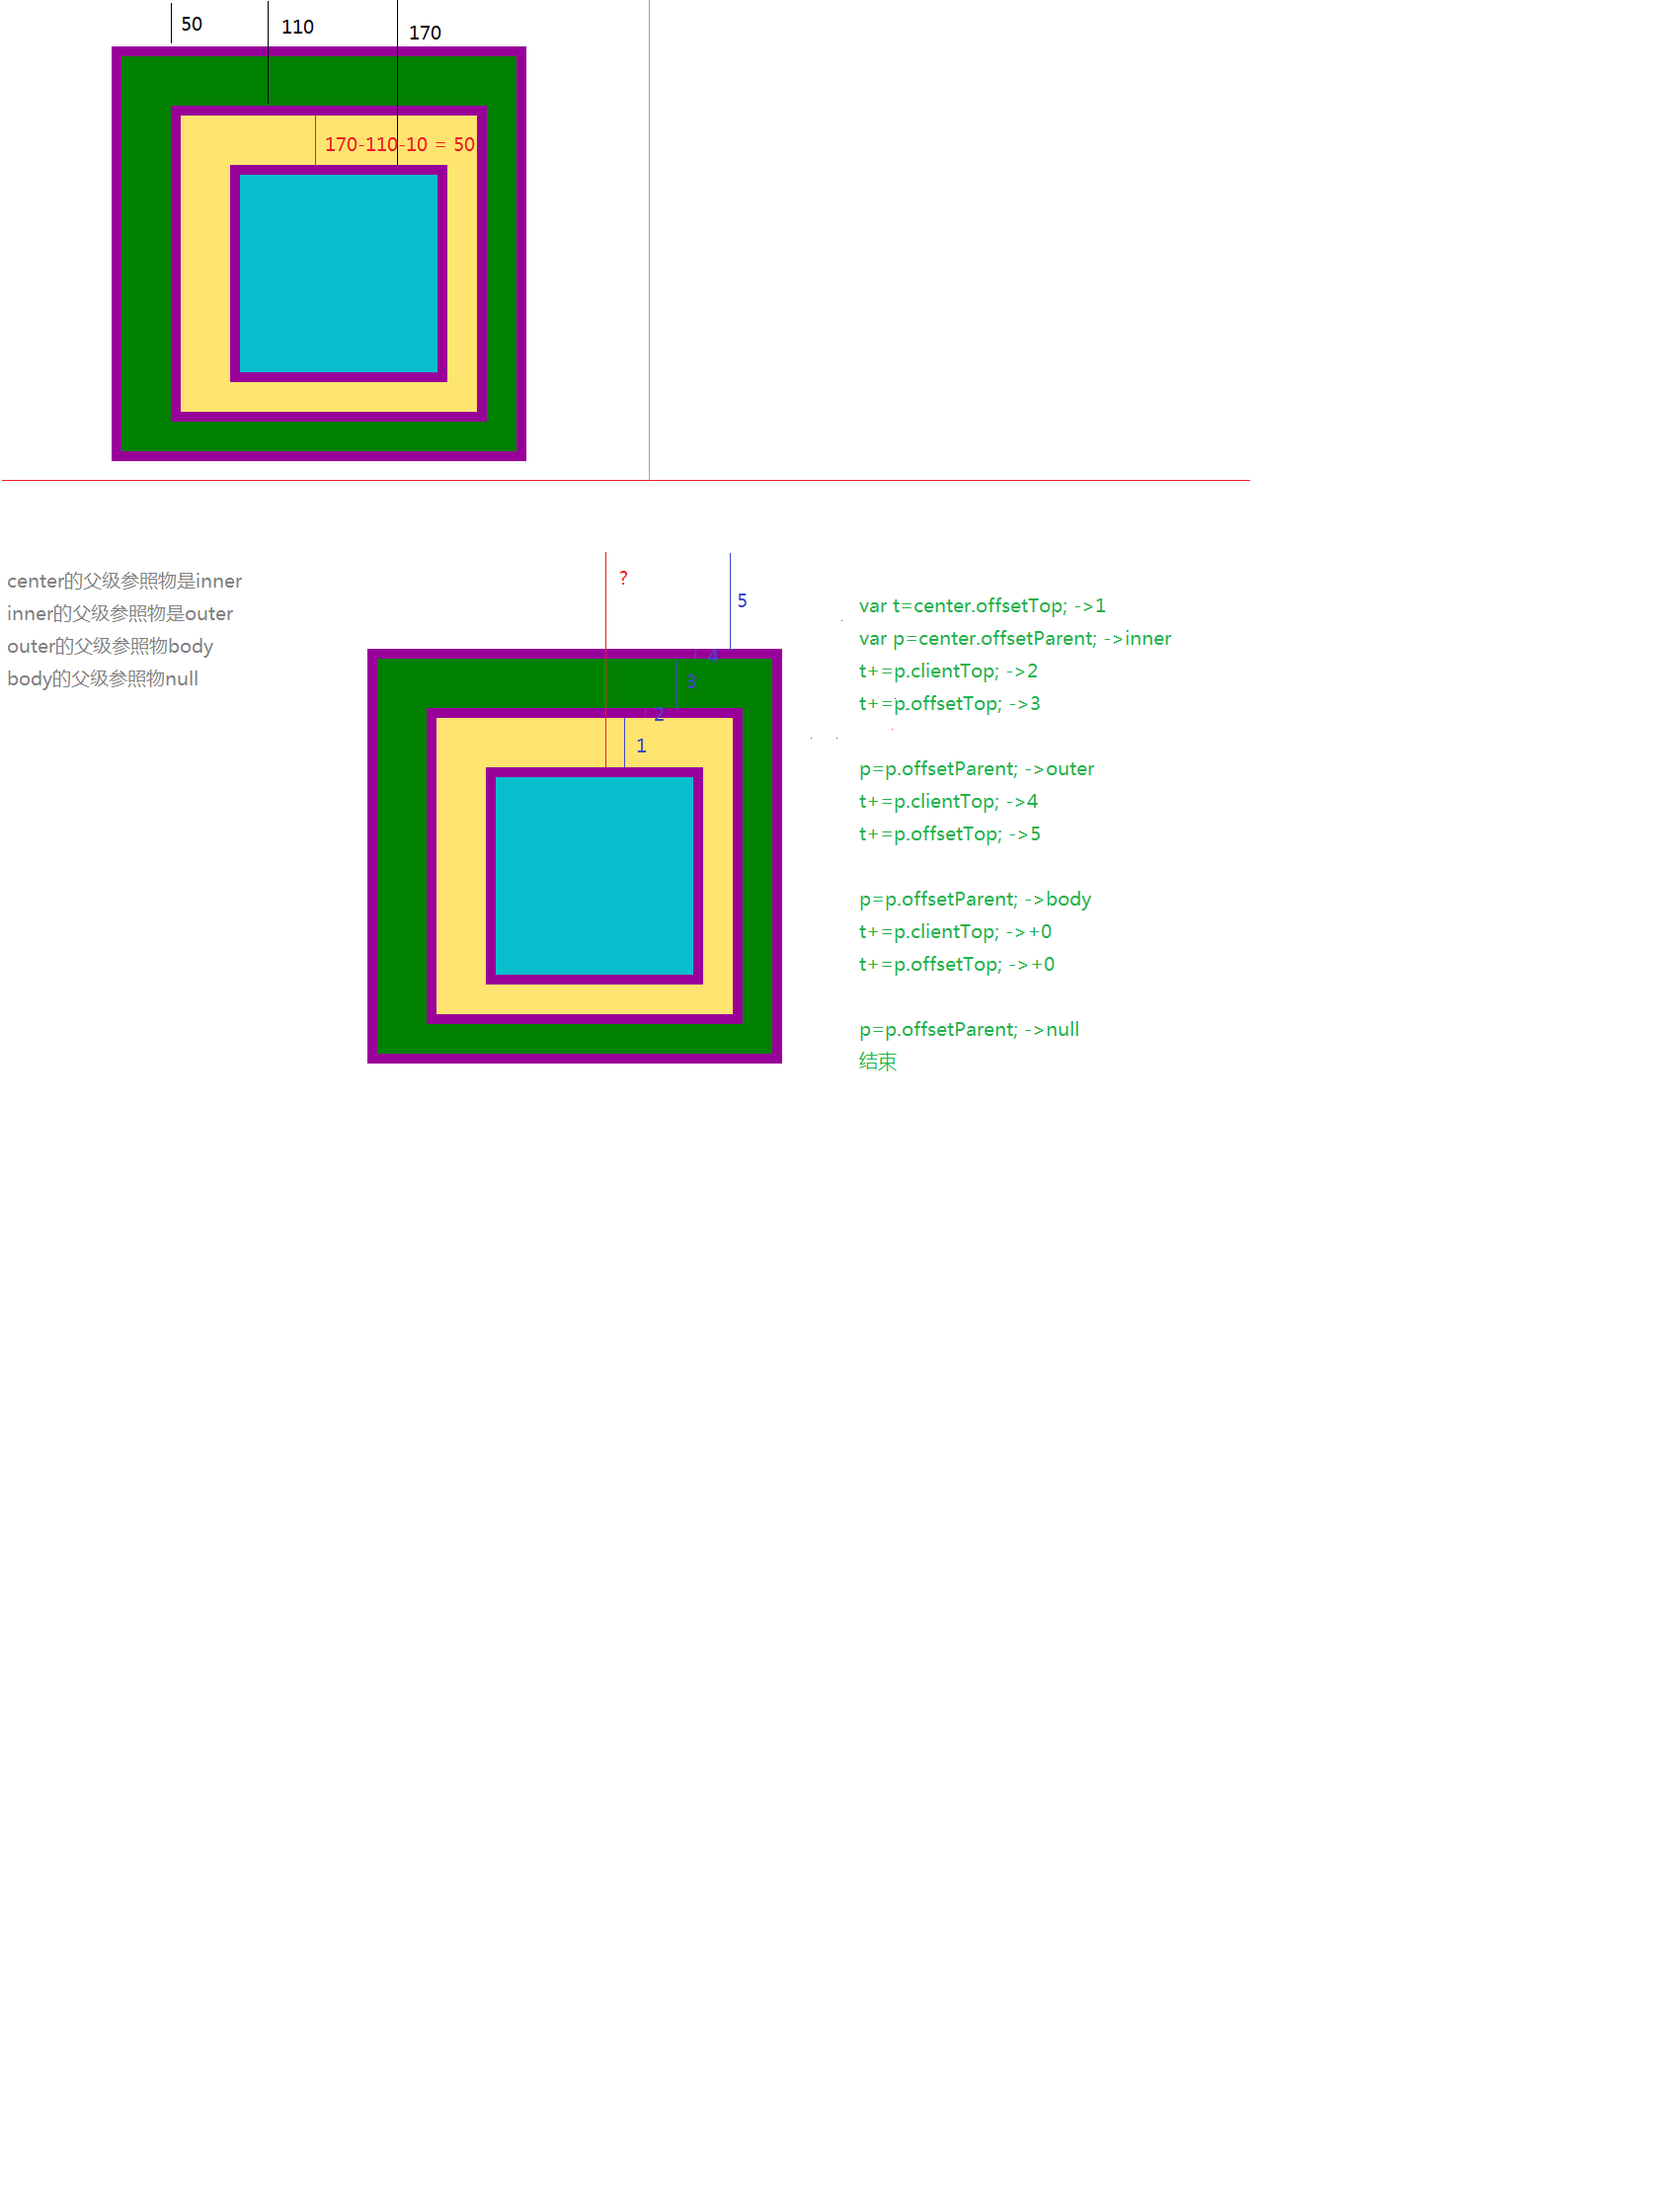 50
110
170
170-110-10 = 50
center的父级参照物是inner
inner的父级参照物是outer
outer的父级参照物body
body的父级参照物null
?
5
4
3
2
1
var t=center.offsetTop; ->1
var p=center.offsetParent; ->inner
t+=p.clientTop; ->2
t+=p.offsetTop; ->3
p=p.offsetParent; ->outer
t+=p.clientTop; ->4
t+=p.offsetTop; ->5
p=p.offsetParent; ->body
t+=p.clientTop; ->+0
t+=p.offsetTop; ->+0
p=p.offsetParent; ->null
结束